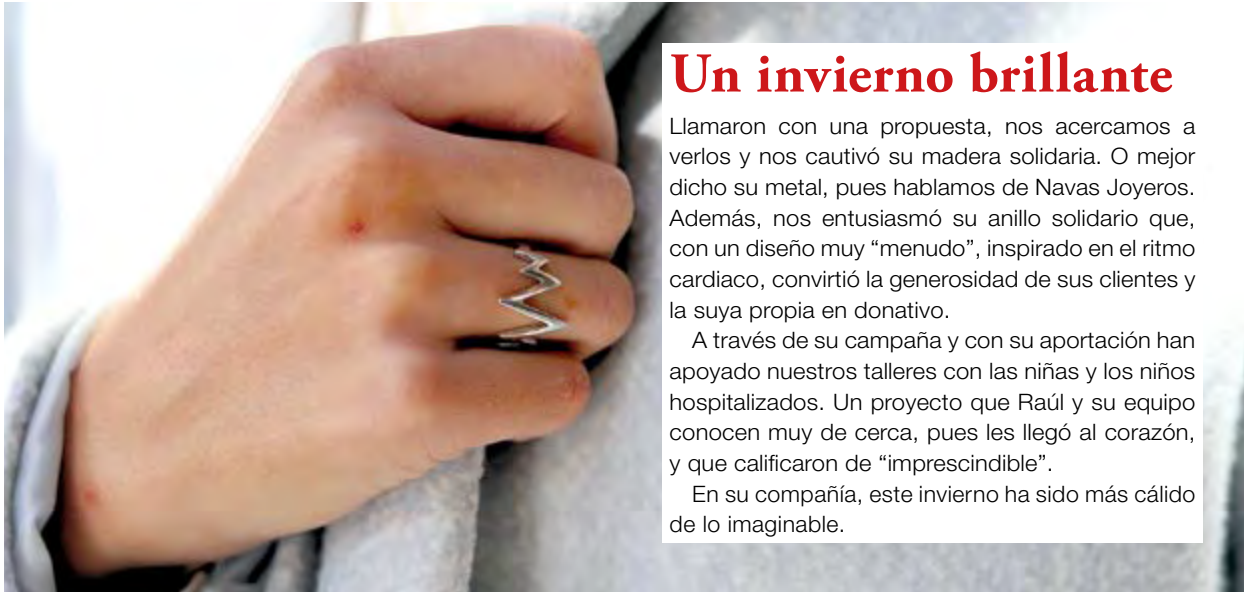 Un invierno brillante
Llamaron con una propuesta, nos acercamos a
verlos y nos cautivó su madera solidaria. O mejor
dicho su metal, pues hablamos de Navas Joyeros.
Además, nos entusiasmó su anillo solidario que,
con un diseño muy “menudo”, inspirado en el ritmo
cardiaco, convirtió la generosidad de sus clientes y
la suya propia en donativo.
A través de su campaña y con su aportación han
apoyado nuestros talleres con las niñas y los niños
hospitalizados. Un proyecto que Raúl y su equipo
conocen muy de cerca, pues les llegó al corazón,
y que calificaron de “imprescindible”.
En su compañía, este invierno ha sido más cálido
de lo imaginable.